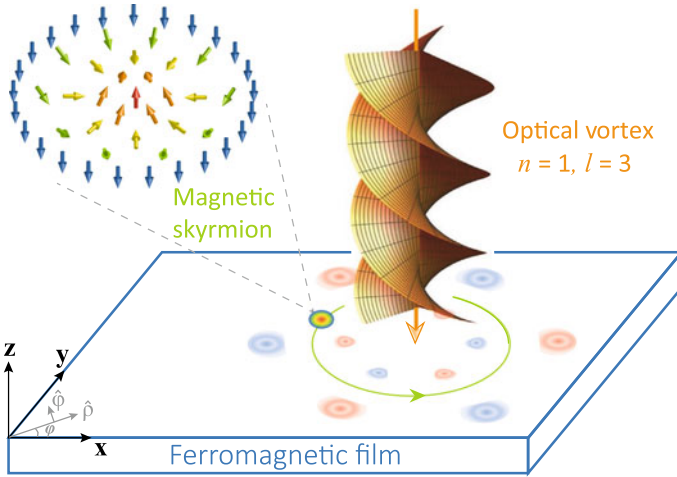 Optical vortex
n = 1, l = 3
Magnetic
skyrmion
z
y
φ̂
ρ̂
φ
x
Ferromagnetic film